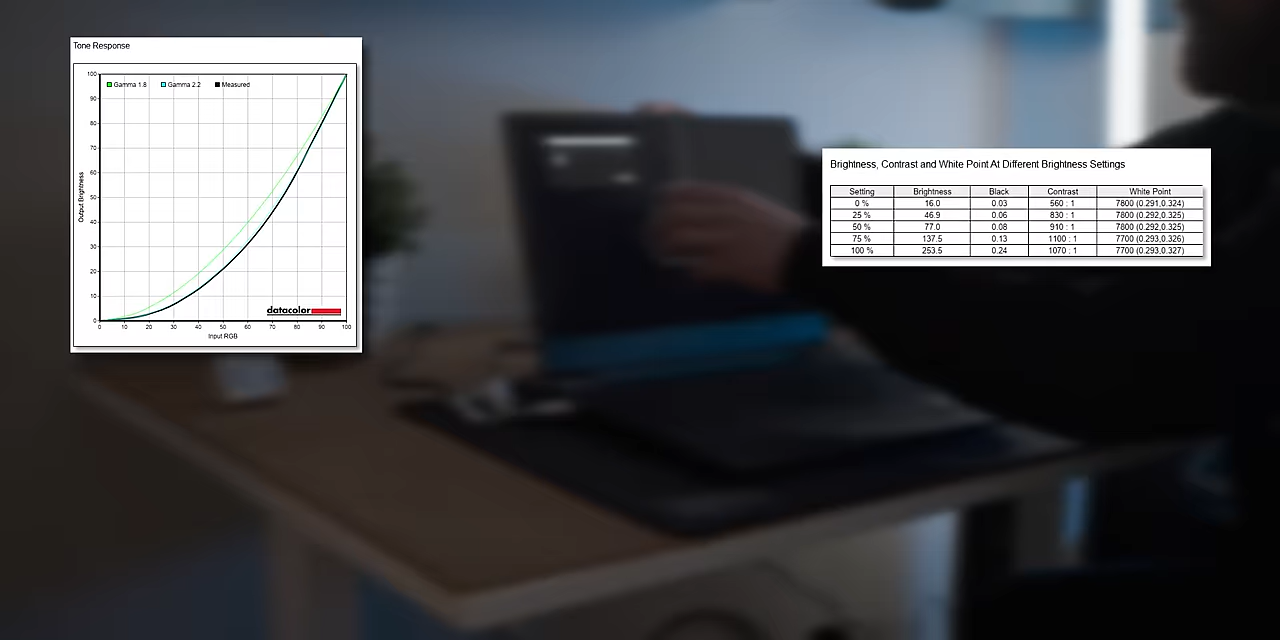 Tone Response
Gamma 1.8 Gamma 2.2 Measured
100
90
80
70
60
50
40
30
20
10
0
Output Brightness
0 10 20 30 40 50 60 70 80 90 100
Input RGB
datacolor
Brightness, Contrast and White Point At Different Brightness Settings
Setting Brightness Black Contrast White Point
0 % 16.0 0.03 560 : 1 7800 (0.291,0.324)
25 % 46.9 0.06 830 : 1 7800 (0.292,0.325)
50 % 77.0 0.08 910 : 1 7800 (0.292,0.325)
75 % 137.5 0.13 1100 : 1 7700 (0.293,0.326)
100 % 253.5 0.24 1070 : 1 7700 (0.293,0.327)